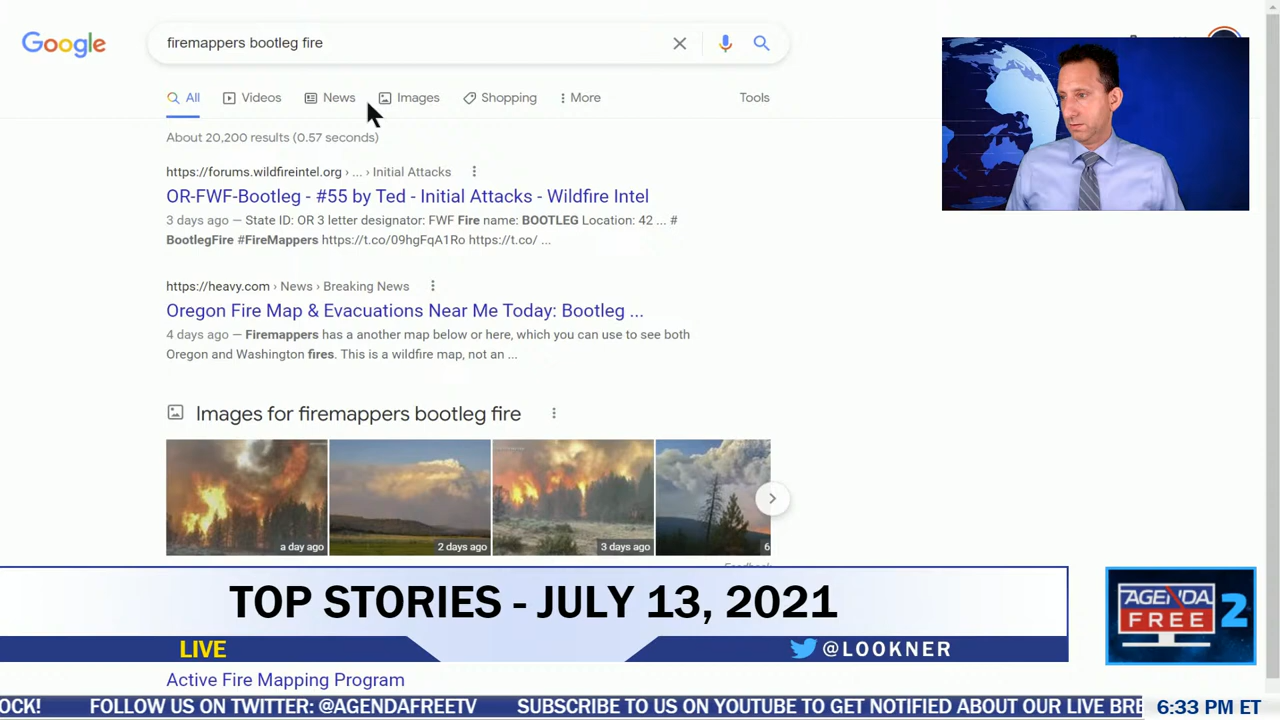 Google
firemappers bootleg fire
All Videos News Images Shopping More Tools
About 20,200 results (0.57 seconds)
https://forums.wildfireintel.org › ... › Initial Attacks
OR-FWF-Bootleg - #55 by Ted - Initial Attacks - Wildfire Intel
3 days ago — State ID: OR 3 letter designator: FWF Fire name: BOOTLEG Location: 42 ... #
BootlegFire #FireMappers https://t.co/09hgFqA1Ro https://t.co/ ...
https://heavy.com › News › Breaking News
Oregon Fire Map & Evacuations Near Me Today: Bootleg ...
4 days ago — Firemappers has a another map below or here, which you can use to see both
Oregon and Washington fires. This is a wildfire map, not an ...
Images for firemappers bootleg fire
a day ago
2 days ago
3 days ago
6
TOP STORIES - JULY 13, 2021
AGENDA
FREE 2
LIVE
@LOOKNER
Active Fire Mapping Program
OCK! FOLLOW US ON TWITTER: @AGENDAFREETV SUBSCRIBE TO US ON YOUTUBE TO GET NOTIFIED ABOUT OUR LIVE BRE 6:33 PM ET